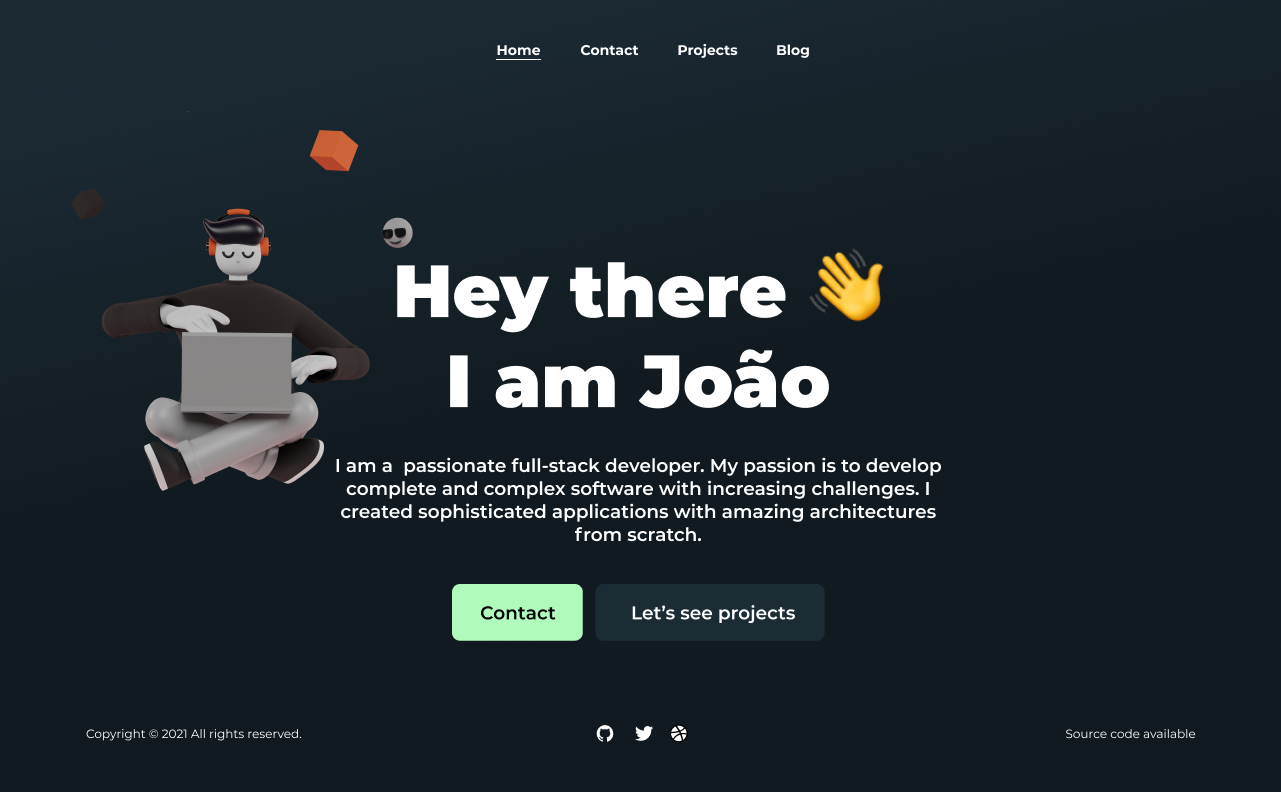 Home Contact Projects Blog
Hey there 👋
I am João
I am a  passionate full-stack developer. My passion is to develop
complete and complex software with increasing challenges. I
created sophisticated applications with amazing architectures
from scratch.
Contact
Let’s see projects
Copyright © 2021 All rights reserved.
Source code available